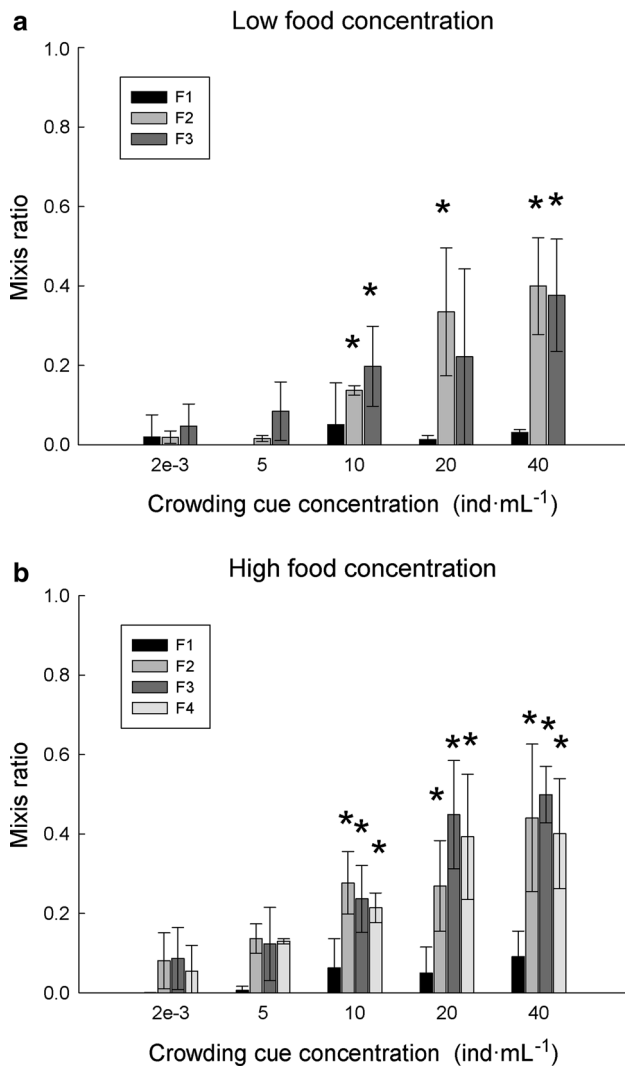 a
Low food concentration
1.0
0.8
0.6
0.4
0.2
0.0
Mixis ratio
F1
F2
F3
*
*
*
*
*
2e-3 5 10 20 40
Crowding cue concentration (ind·mL⁻¹)
b
High food concentration
1.0
0.8
0.6
0.4
0.2
0.0
Mixis ratio
F1
F2
F3
F4
* * *
* * *
* * *
2e-3 5 10 20 40
Crowding cue concentration (ind·mL⁻¹)